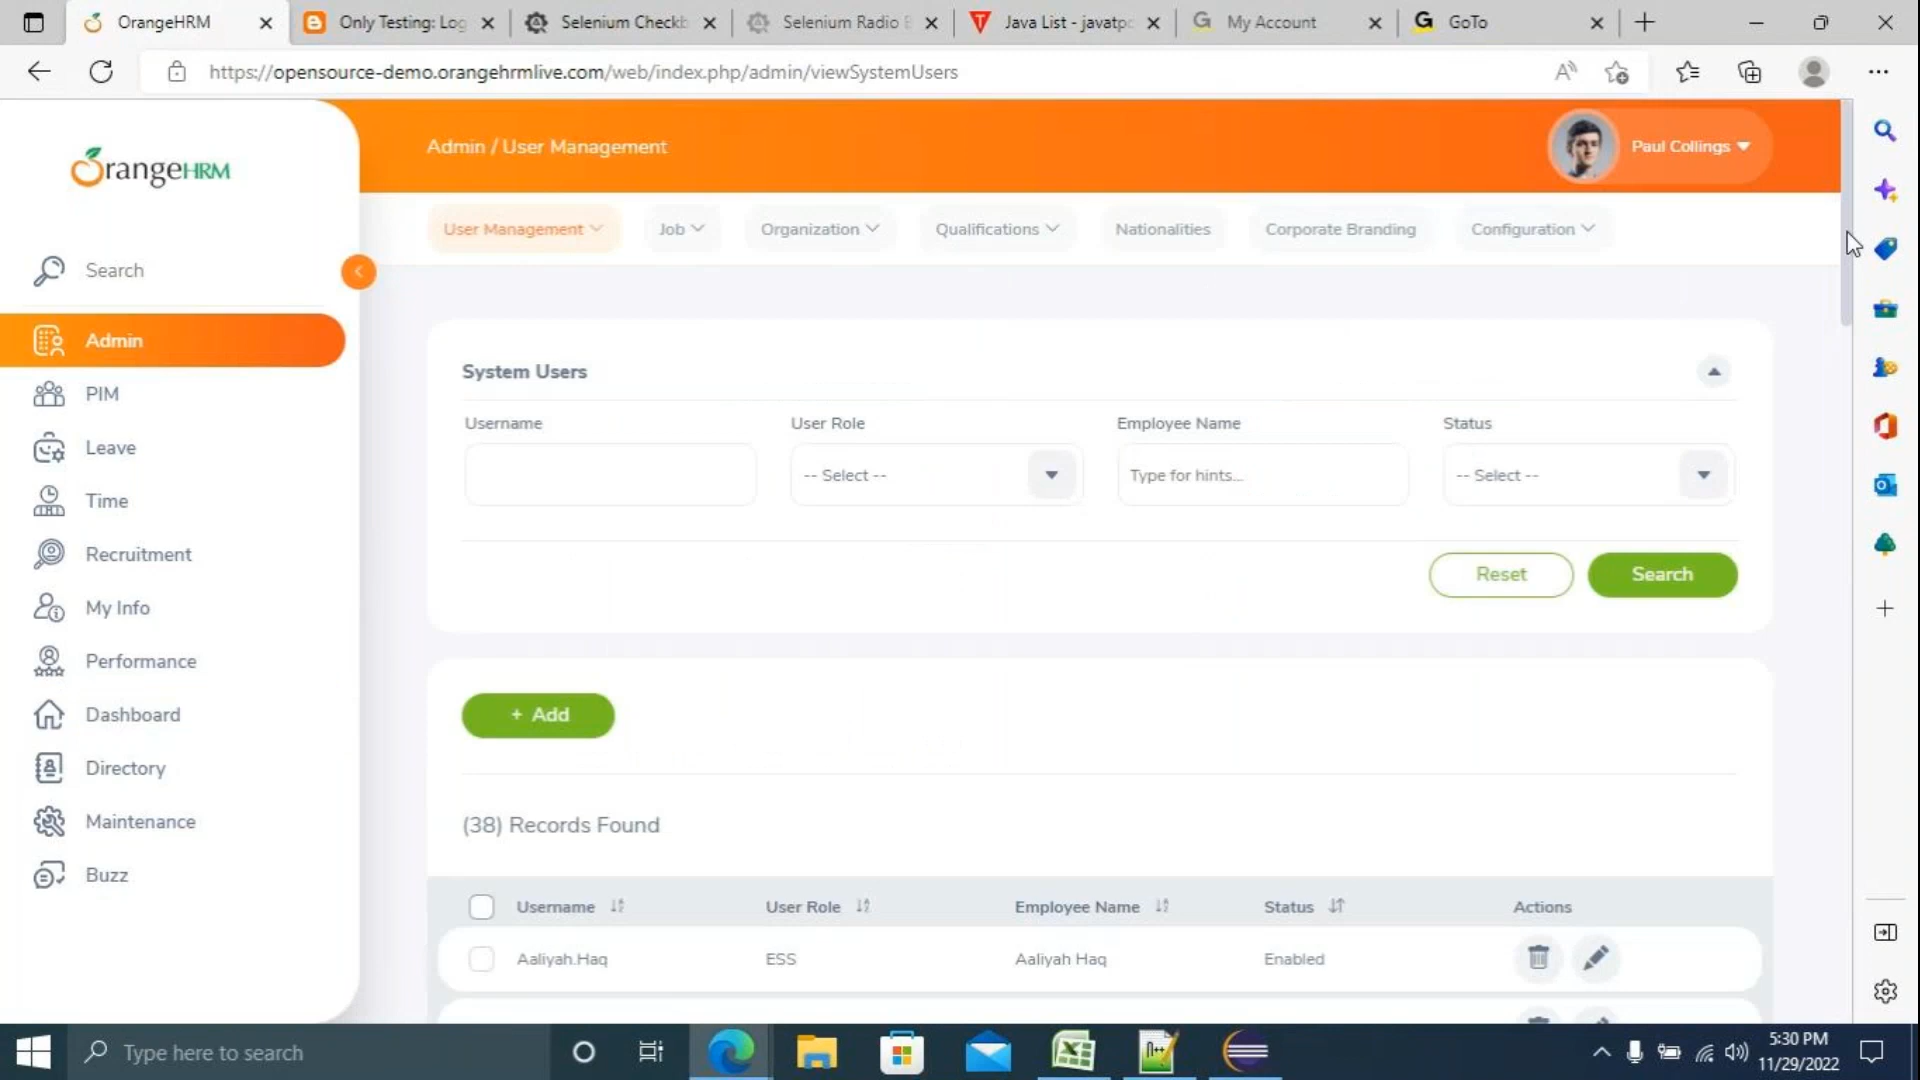 OrangeHRM
Only Testing: Log
Selenium Checkb
Selenium Radio B
Java List - javatpo
My Account
GoTo
https://opensource-demo.orangehrmlive.com/web/index.php/admin/viewSystemUsers
OrangeHRM
Admin / User Management
Paul Collings
User Management
Job
Organization
Qualifications
Nationalities
Corporate Branding
Configuration
Search
Admin
PIM
Leave
Time
Recruitment
My Info
Performance
Dashboard
Directory
Maintenance
Buzz
System Users
Username
User Role
Employee Name
Status
-- Select --
Type for hints...
-- Select --
Reset
Search
+ Add
(38) Records Found
Username
User Role
Employee Name
Status
Actions
Aaliyah.Haq
ESS
Aaliyah Haq
Enabled
Type here to search
5:30 PM
11/29/2022